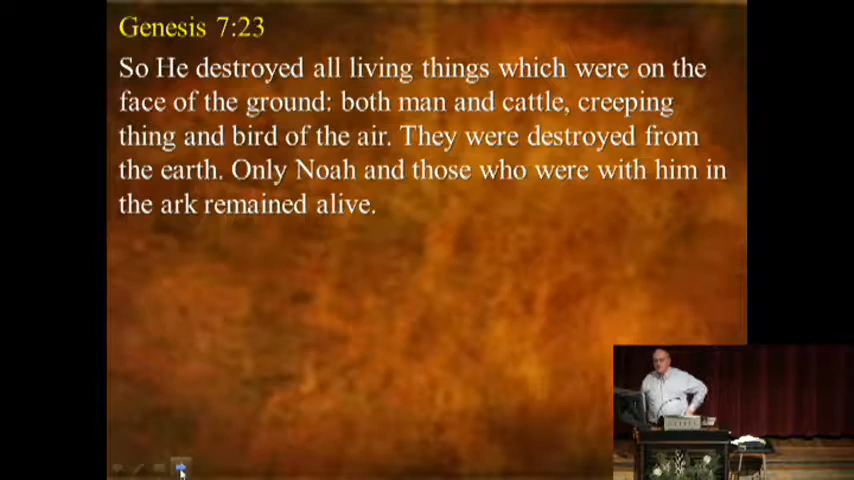 Genesis 7:23
So He destroyed all living things which were on the
face of the ground: both man and cattle, creeping
thing and bird of the air. They were destroyed from
the earth. Only Noah and those who were with him in
the ark remained alive.